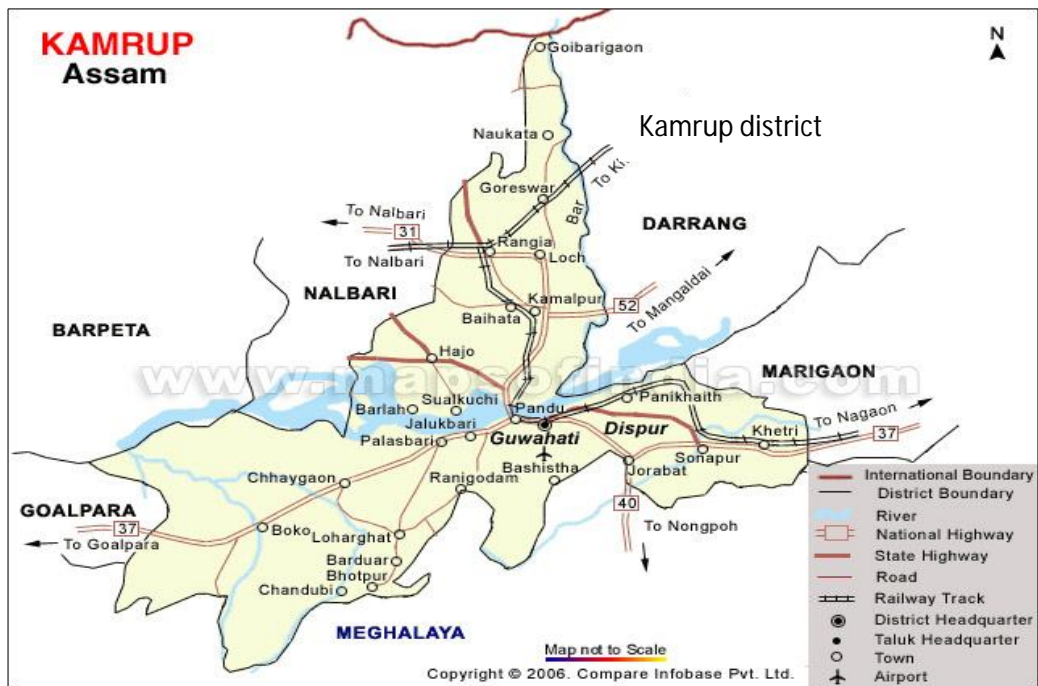 KAMRUP
Assam
N
Goibarigaon
Kamrup district
Naukata
To Ki.
Goreswar
Bar
To Nalbari
31
DARRANG
Rangia
To Nalbari
Loch
To Mangaldai
NALBARI
Kamalpur
52
Baihata
BARPETA
Hajo
www.mapsofindia.com
MARIGAON
Panikhaith
Sualkuchi
Barlah
Pandu
To Nagaon
Jalukbari
Guwahati
Dispur
Khetri
37
Palasbari
Sonapur
Bashistha
Jorabat
Chhaygaon
Ranigodam
GOALPARA
40
37
Boko
To Nongpoh
To Goalpara
Loharghat
Barduar
Bhotpur
Chandubi
MEGHALAYA
International Boundary
District Boundary
River
National Highway
State Highway
Road
Railway Track
District Headquarter
Taluk Headquarter
Town
Airport
Map not to Scale
Copyright © 2006. Compare Infobase Pvt. Ltd.